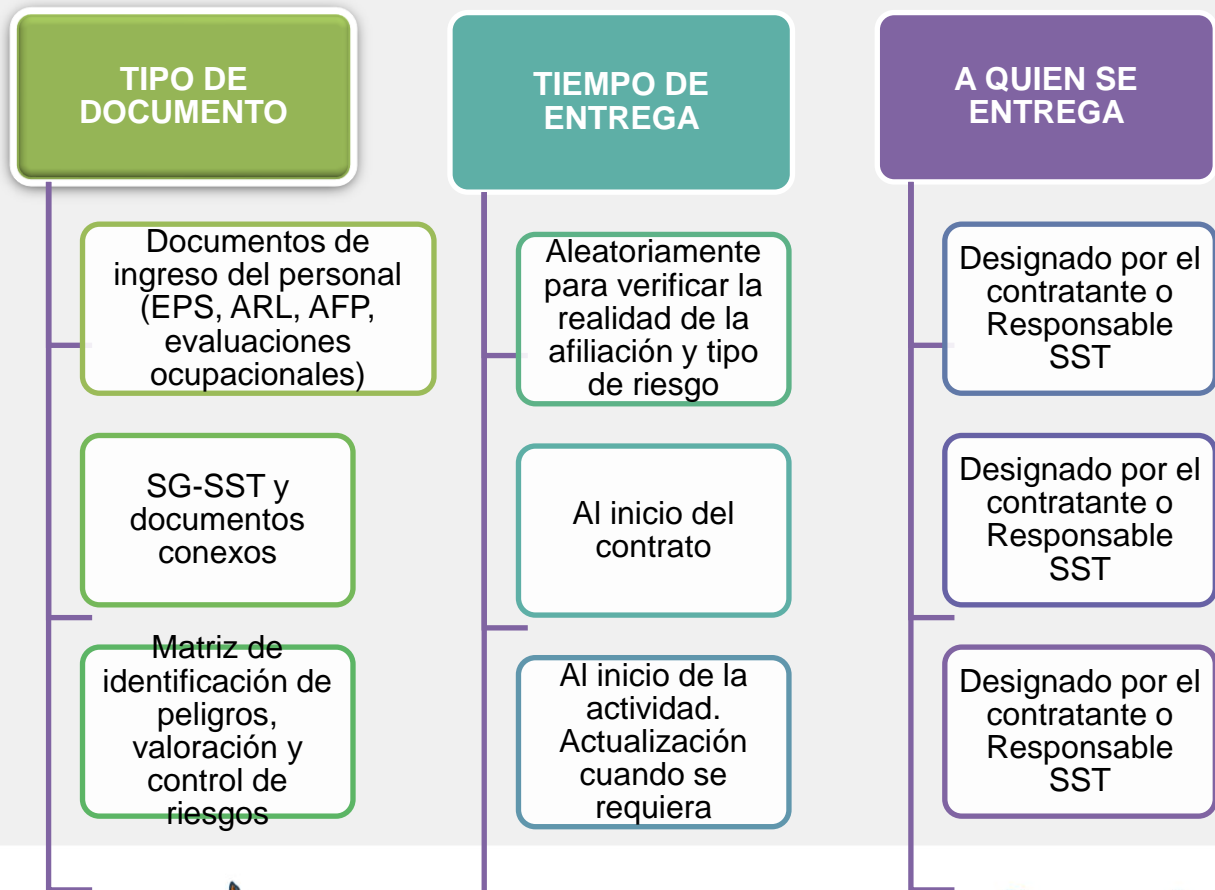 TIPO DE
DOCUMENTO
Documentos de
ingreso del personal
(EPS, ARL, AFP,
evaluaciones
ocupacionales)
SG-SST y
documentos
conexos
Matriz de
identificación de
peligros,
valoración y
control de
riesgos
TIEMPO DE
ENTREGA
Aleatoriamente
para verificar la
realidad de la
afiliación y tipo
de riesgo
Al inicio del
contrato
Al inicio de la
actividad.
Actualización
cuando se
requiera
A QUIEN SE
ENTREGA
Designado por el
contratante o
Responsable
SST
Designado por el
contratante o
Responsable
SST
Designado por el
contratante o
Responsable
SST